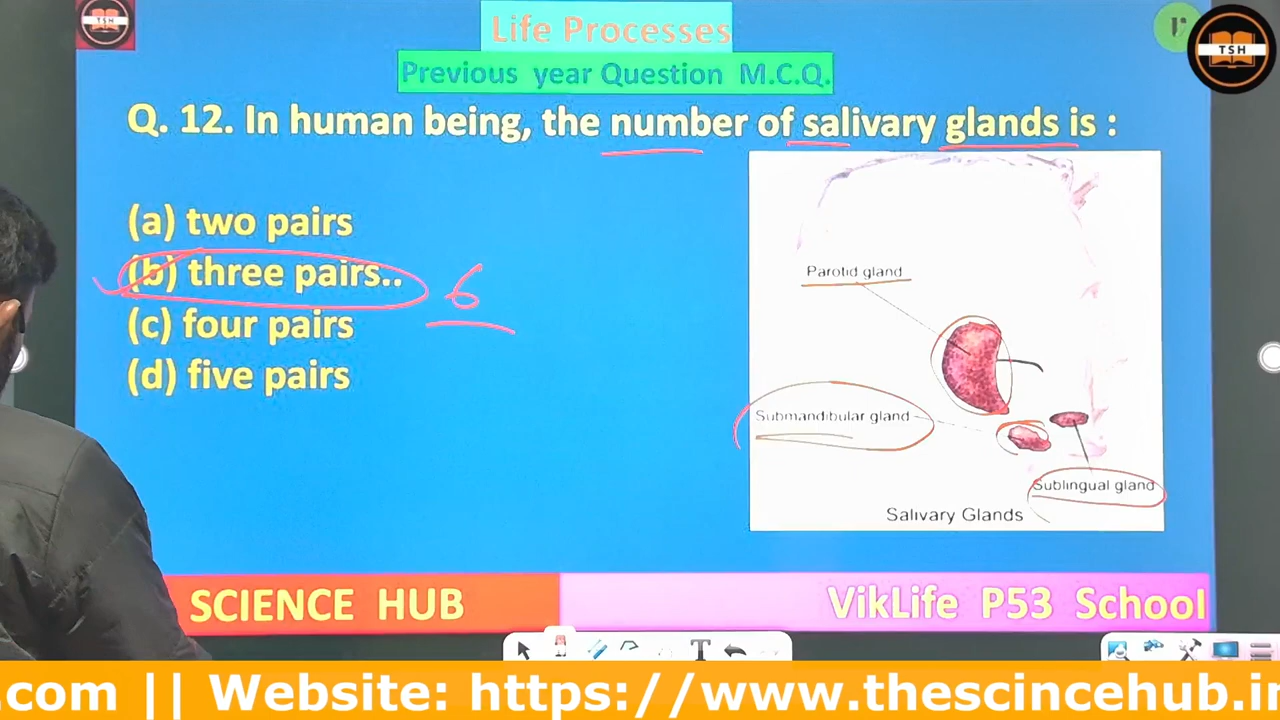 TSH
Life Processes
Previous year Question M.C.Q.
TSH
Q. 12. In human being, the number of salivary glands is :
(a) two pairs
(b) three pairs..
6
(c) four pairs
(d) five pairs
Parotid gland
Submandibular gland
Sublingual gland
Salivary Glands
SCIENCE HUB
VikLife P53 School
T
.com || Website: https://www.thescincehub.in